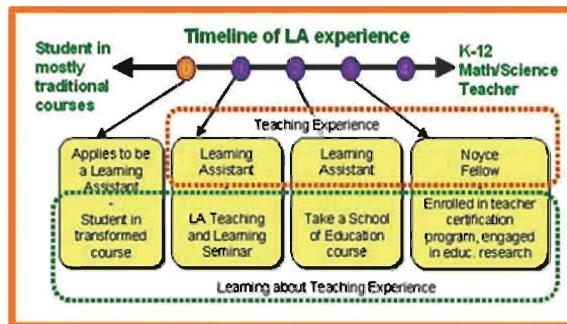 Timeline of LA experience
Student in
mostly
traditional
courses
K-12
Math/Science
Teacher
Teaching Experience
Applies to be
a Learning
Assistant
-
Student in
transformed
course
Learning
Assistant
LA Teaching
and Learning
Seminar
Learning
Assistant
Take a School
of Education
course
Noyce
Fellow
Enrolled in teacher
certification
program, engaged
in educ. research
Learning about Teaching Experience